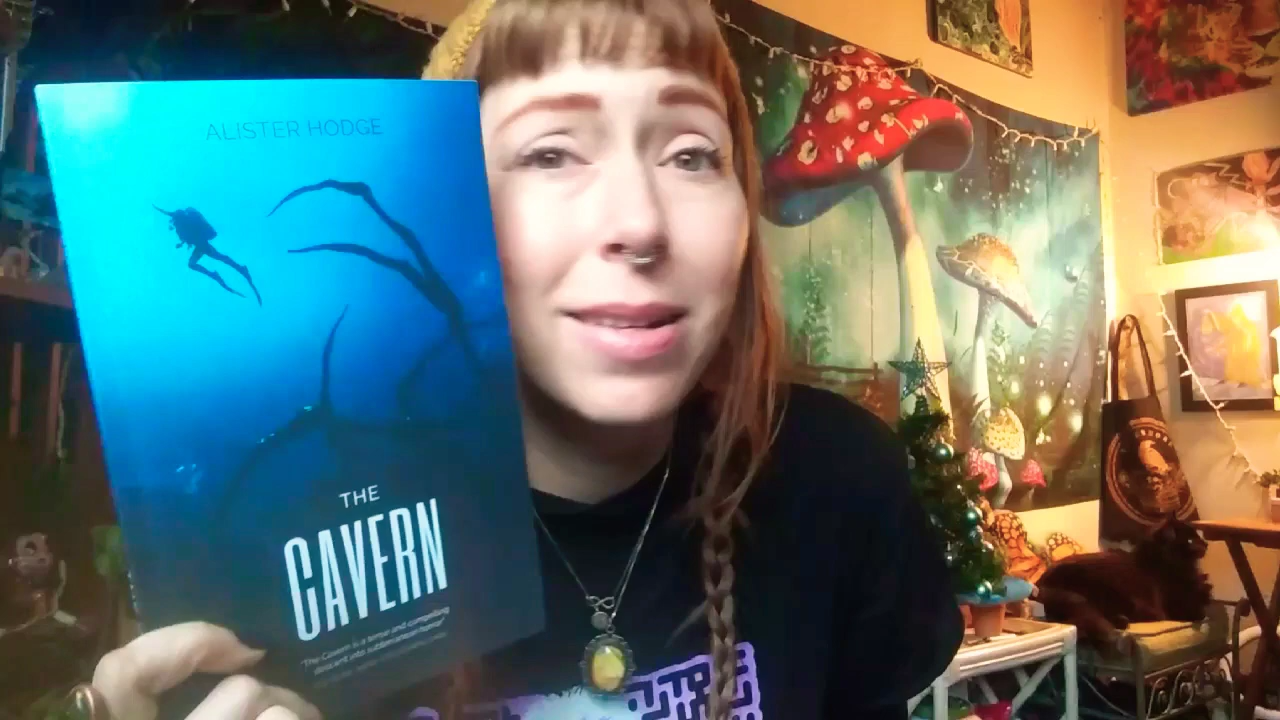 ALISTER HODGE
THE
CAVERN
"The Cavern is a tense and compelling
descent into subterranean horror"